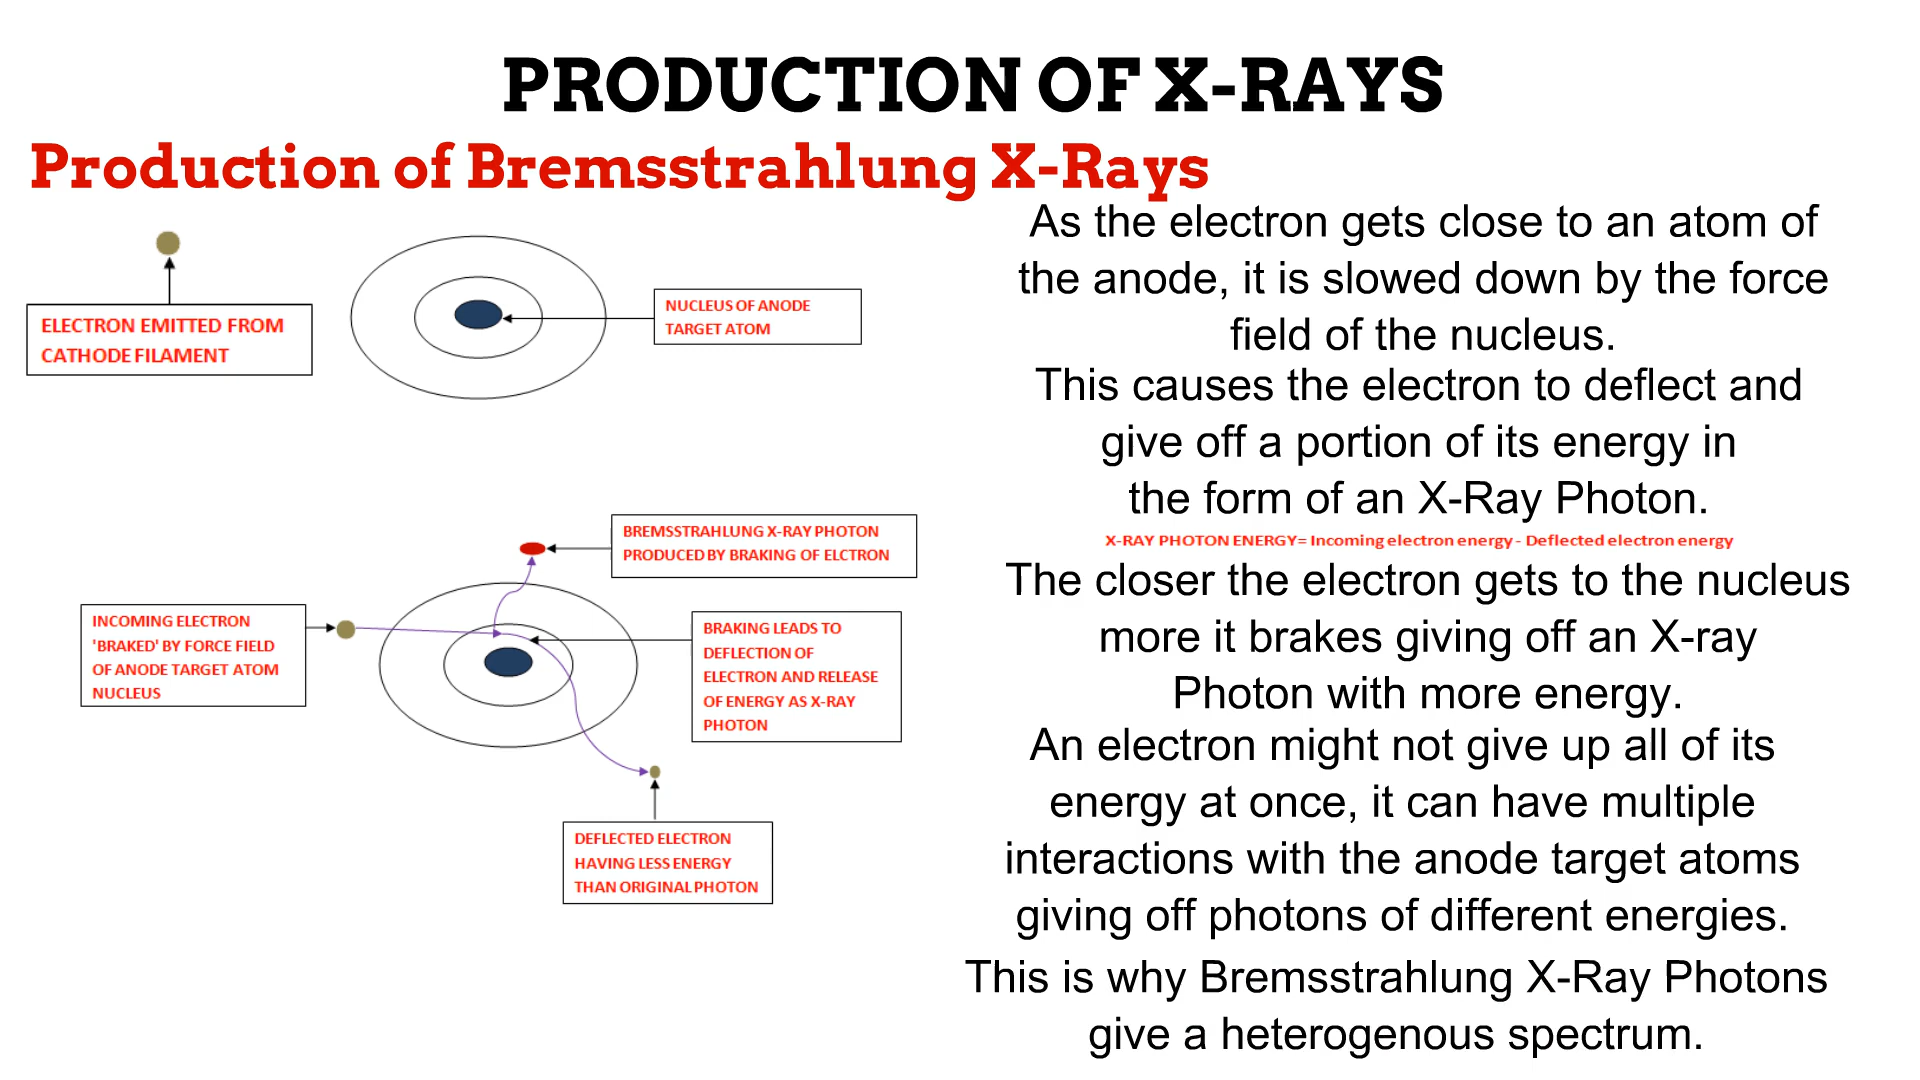 PRODUCTION OF X-RAYS
Production of Bremsstrahlung X-Rays
ELECTRON EMITTED FROM
CATHODE FILAMENT
NUCLEUS OF ANODE
TARGET ATOM
BREMSSTRAHLUNG X-RAY PHOTON
PRODUCED BY BRAKING OF ELCTRON
INCOMING ELECTRON
'BRAKED' BY FORCE FIELD
OF ANODE TARGET ATOM
NUCLEUS
BRAKING LEADS TO
DEFLECTION OF
ELECTRON AND RELEASE
OF ENERGY AS X-RAY
PHOTON
DEFLECTED ELECTRON
HAVING LESS ENERGY
THAN ORIGINAL PHOTON
As the electron gets close to an atom of
the anode, it is slowed down by the force
field of the nucleus.
This causes the electron to deflect and
give off a portion of its energy in
the form of an X-Ray Photon.
X-RAY PHOTON ENERGY= Incoming electron energy - Deflected electron energy
The closer the electron gets to the nucleus
more it brakes giving off an X-ray
Photon with more energy.
An electron might not give up all of its
energy at once, it can have multiple
interactions with the anode target atoms
giving off photons of different energies.
This is why Bremsstrahlung X-Ray Photons
give a heterogenous spectrum.